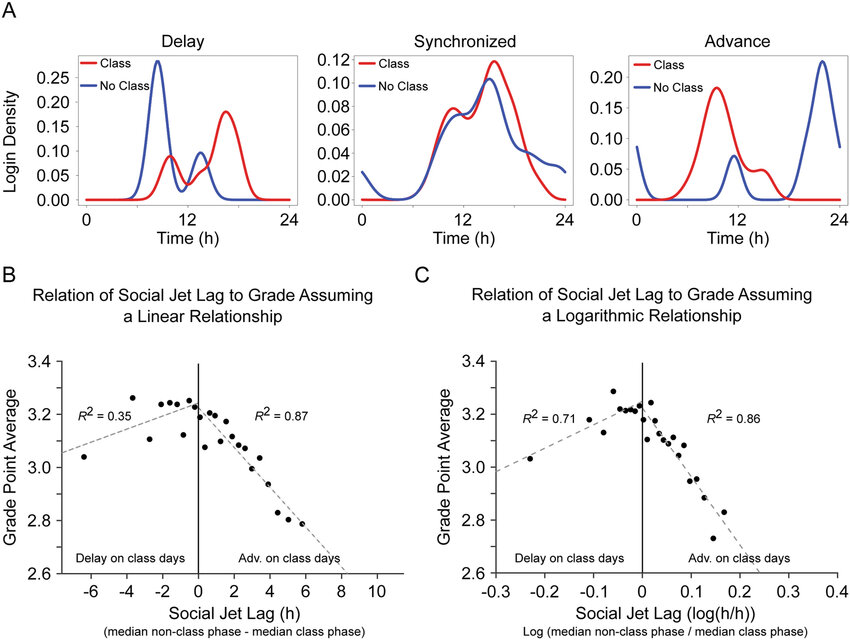 A
Delay
Synchronized
Advance
Class
No Class
Class
No Class
Class
No Class
Login Density
0.25
0.20
0.15
0.10
0.05
0.00
0.12
0.10
0.08
0.06
0.04
0.02
0.00
0.20
0.15
0.10
0.05
0.00
0 12 24
0 12 24
0 12 24
Time (h)
Time (h)
Time (h)
B
Relation of Social Jet Lag to Grade Assuming
a Linear Relationship
Grade Point Average
3.4
3.2
3.0
2.8
2.6
R² = 0.35
R² = 0.87
Delay on class days
Adv. on class days
-6 -4 -2 0 2 4 6 8 10
Social Jet Lag (h)
(median non-class phase - median class phase)
C
Relation of Social Jet Lag to Grade Assuming
a Logarithmic Relationship
Grade Point Average
3.4
3.2
3.0
2.8
2.6
R² = 0.71
R² = 0.86
Delay on class days
Adv. on class days
-0.3 -0.2 -0.1 0 0.1 0.2 0.3 0.4
Social Jet Lag (log(h/h))
Log (median non-class phase / median class phase)